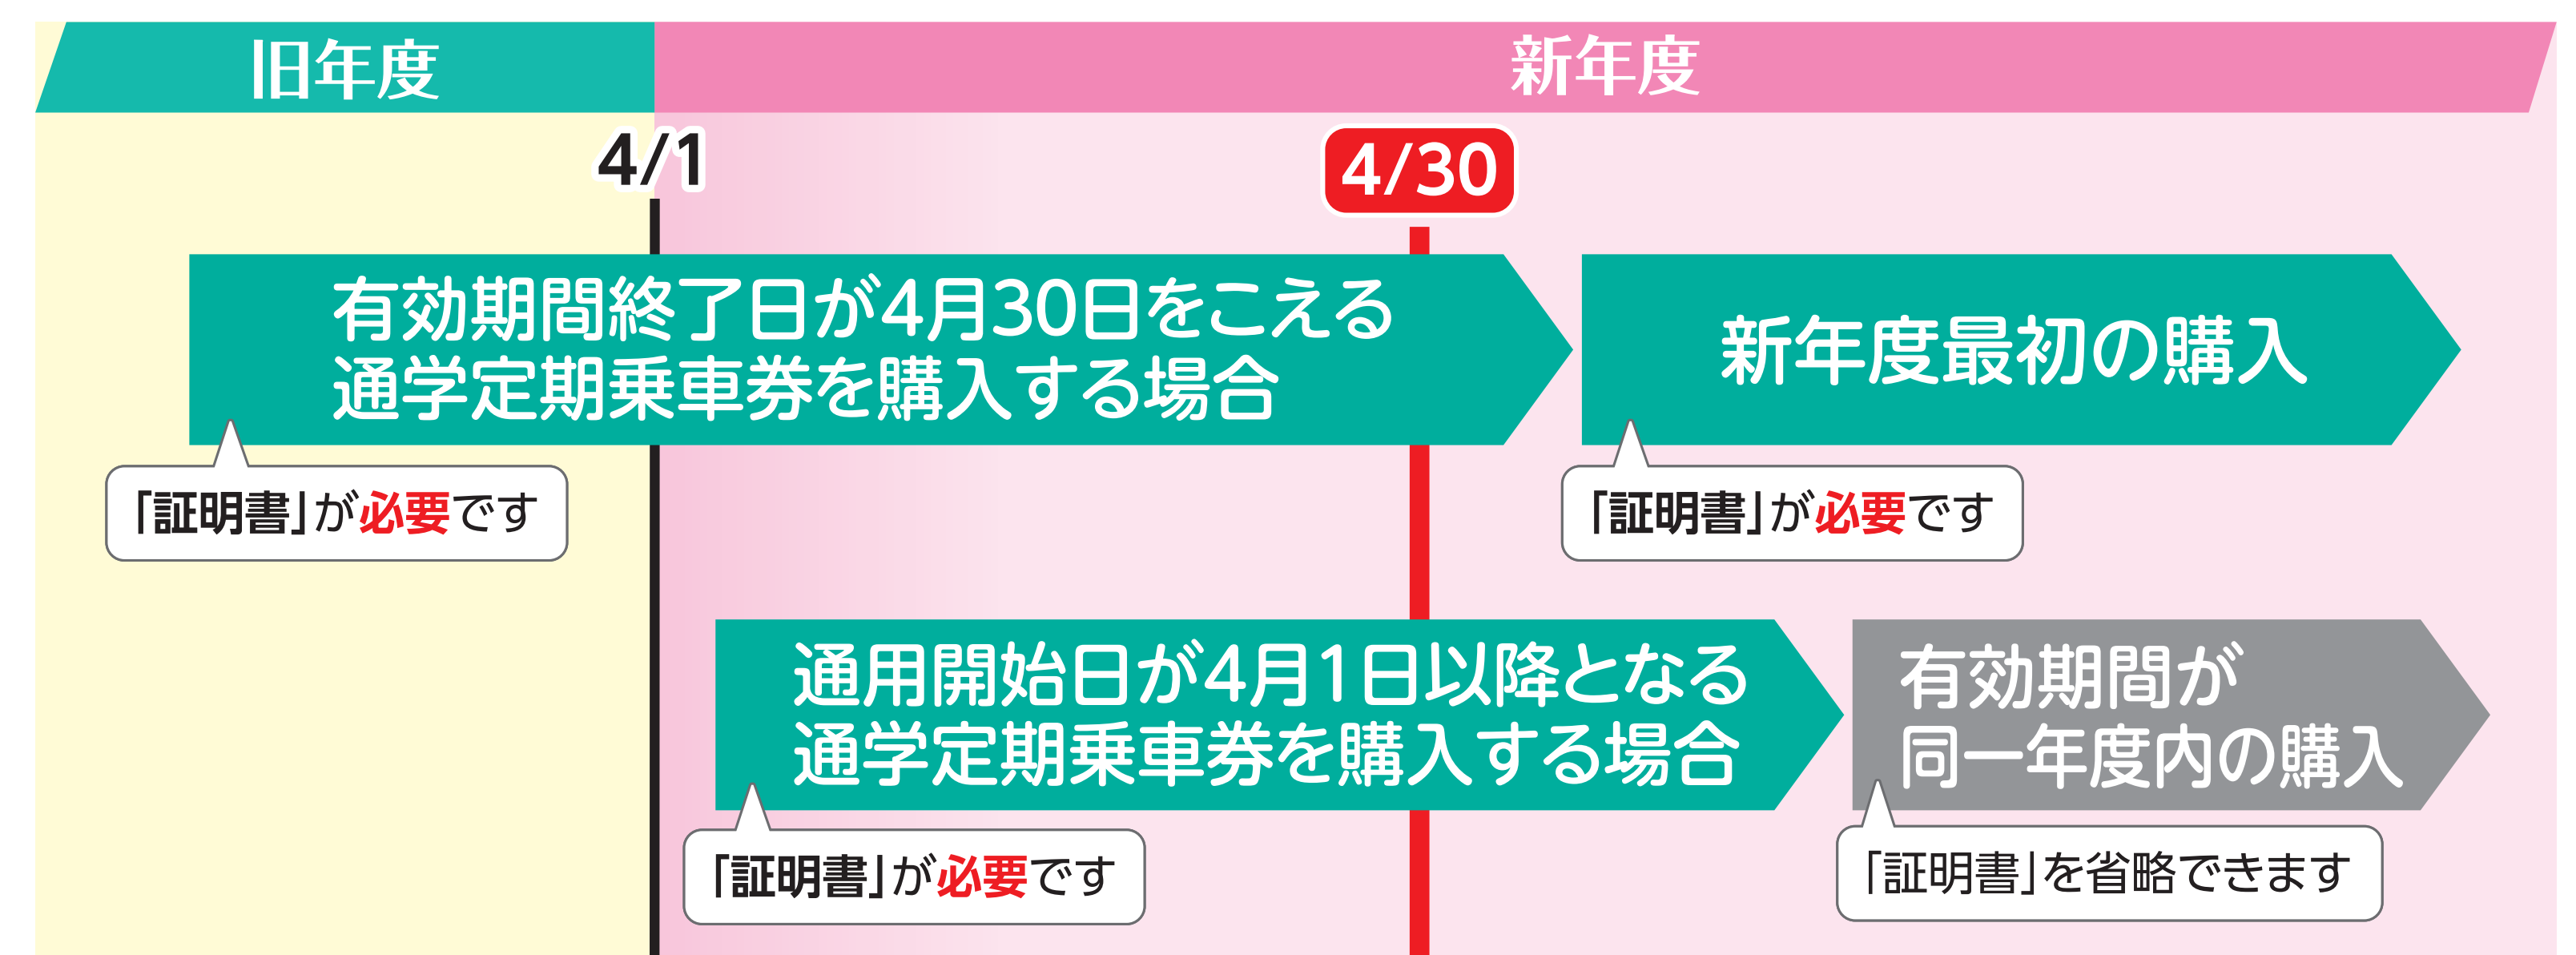 旧年度
新年度
4/1
4/30
有効期間終了日が4月30日をこえる
通学定期乗車券を購入する場合
新年度最初の購入
「証明書」が必要です
「証明書」が必要です
通用開始日が4月1日以降となる
通学定期乗車券を購入する場合
有効期間が
同一年度内の購入
「証明書」が必要です
「証明書」を省略できます